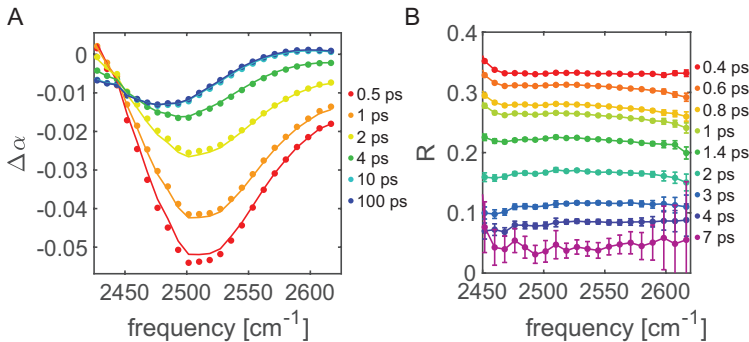 A
0
-0.01
-0.02
-0.03
-0.04
-0.05
Δα
2450 2500 2550 2600
frequency [cm⁻¹]
0.5 ps
1 ps
2 ps
4 ps
10 ps
100 ps
B
0.4
0.3
0.2
0.1
0
R
2450 2500 2550 2600
frequency [cm⁻¹]
0.4 ps
0.6 ps
0.8 ps
1 ps
1.4 ps
2 ps
3 ps
4 ps
7 ps